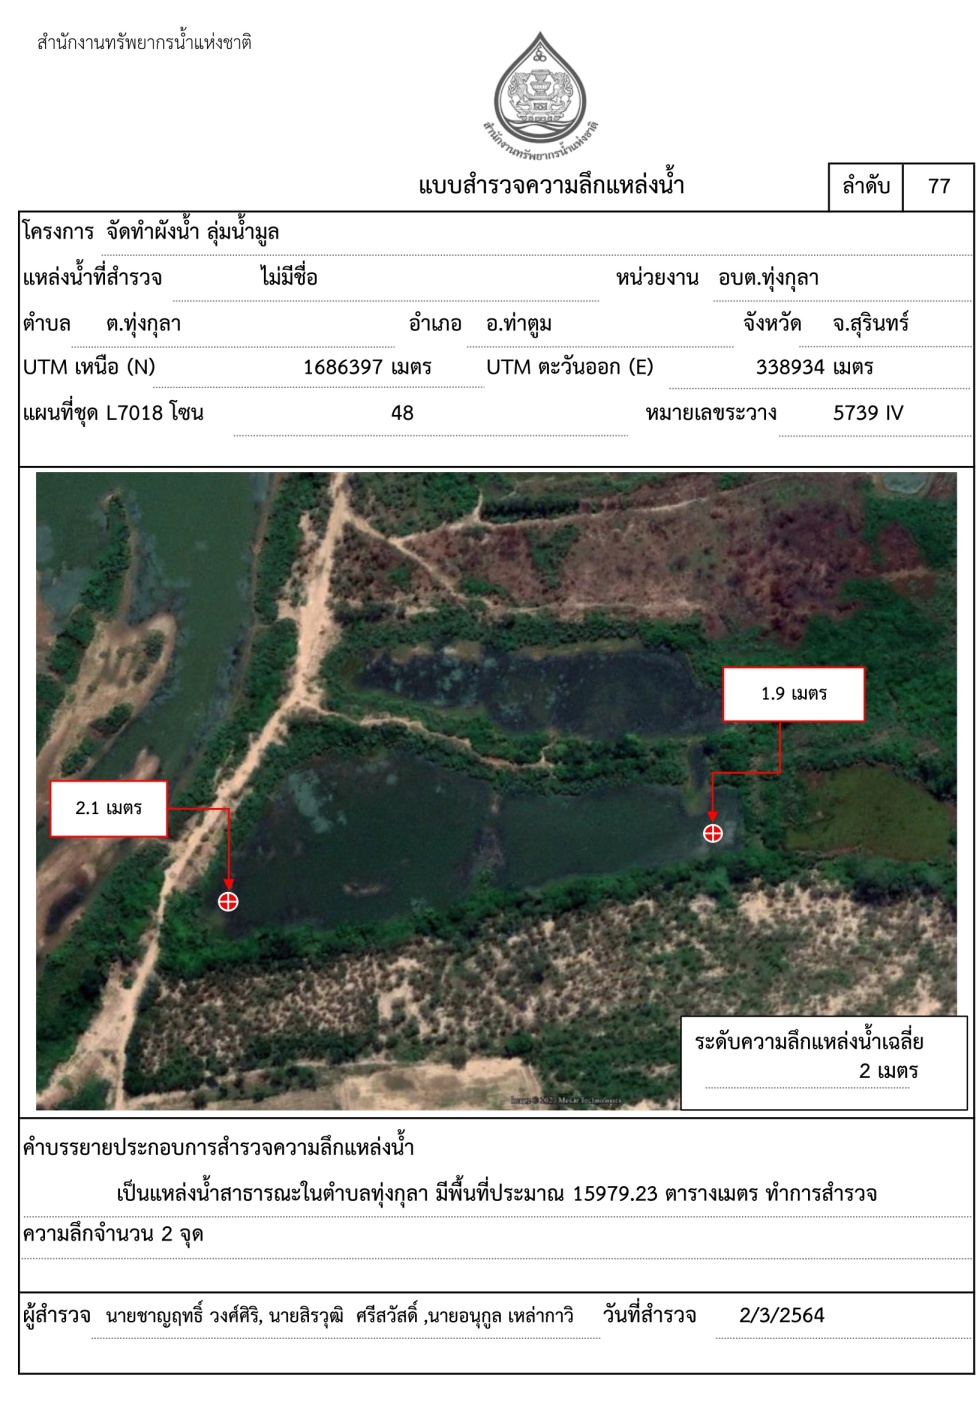 สำนักงานทรัพยากรน้ำแห่งชาติ
สำนักงานทรัพยากรน้ำแห่งชาติ
แบบสำรวจความลึกแหล่งน้ำ
ลำดับ 77
โครงการ จัดทำผังน้ำ ลุ่มน้ำมูล
แหล่งน้ำที่สำรวจ ไม่มีชื่อ หน่วยงาน อบต.ทุ่งกุลา
ตำบล ต.ทุ่งกุลา อำเภอ อ.ท่าตูม จังหวัด จ.สุรินทร์
UTM เหนือ (N) 1686397 เมตร UTM ตะวันออก (E) 338934 เมตร
แผนที่ชุด L7018 โซน 48 หมายเลขระวาง 5739 IV
1.9 เมตร
2.1 เมตร
ระดับความลึกแหล่งน้ำเฉลี่ย
2 เมตร
คำบรรยายประกอบการสำรวจความลึกแหล่งน้ำ
เป็นแหล่งน้ำสาธารณะในตำบลทุ่งกุลา มีพื้นที่ประมาณ 15979.23 ตารางเมตร ทำการสำรวจ
ความลึกจำนวน 2 จุด
ผู้สำรวจ นายชาญฤทธิ์ วงศ์ศิริ, นายสิรวุฒิ ศรีสวัสดิ์ ,นายอนุกูล เหล่ากาวิ วันที่สำรวจ 2/3/2564